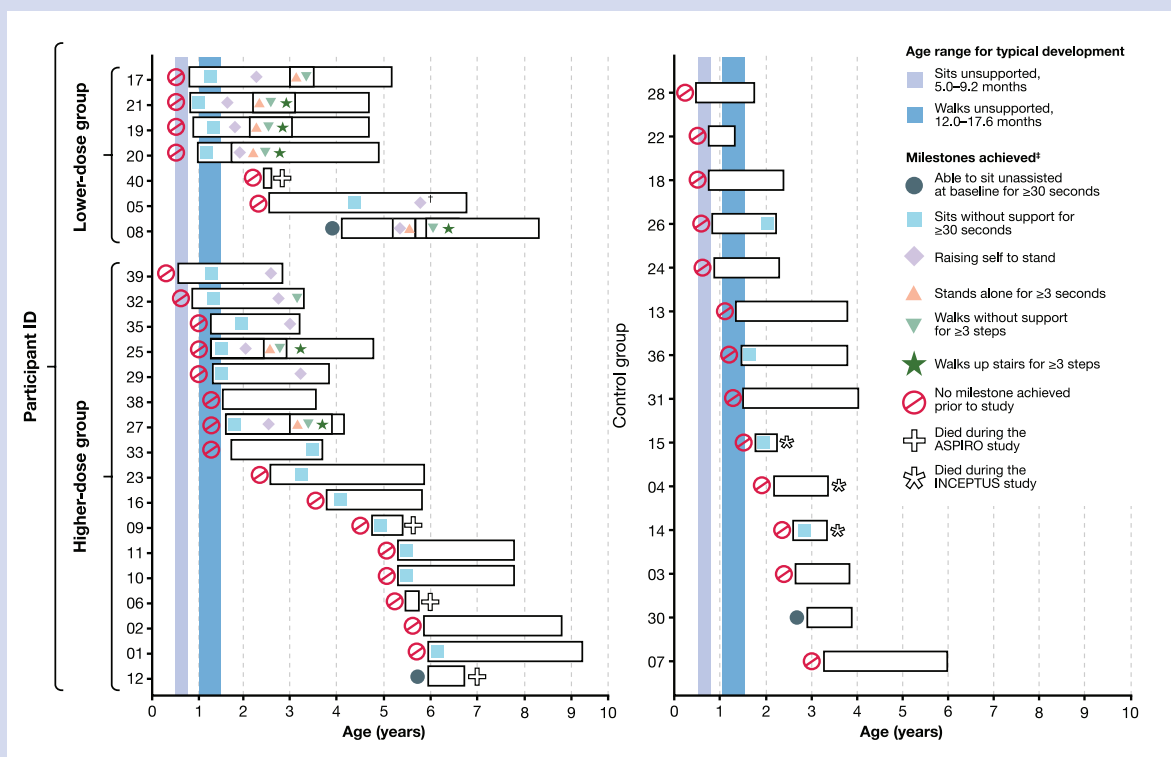 Participant ID
Lower-dose group
17
21
19
20
40
05
†
08
Higher-dose group
39
32
35
25
29
38
27
33
23
16
09
11
10
06
02
01
12
0 1 2 3 4 5 6 7 8 9 10
Age (years)
Control group
28
22
18
26
24
13
36
31
15
04
14
03
30
07
0 1 2 3 4 5 6 7 8 9 10
Age (years)
Age range for typical development
Sits unsupported,
5.0–9.2 months
Walks unsupported,
12.0–17.6 months
Milestones achieved‡
Able to sit unassisted
at baseline for ≥30 seconds
Sits without support for
≥30 seconds
Raising self to stand
Stands alone for ≥3 seconds
Walks without support
for ≥3 steps
Walks up stairs for ≥3 steps
No milestone achieved
prior to study
Died during the
ASPIRO study
Died during the
INCEPTUS study